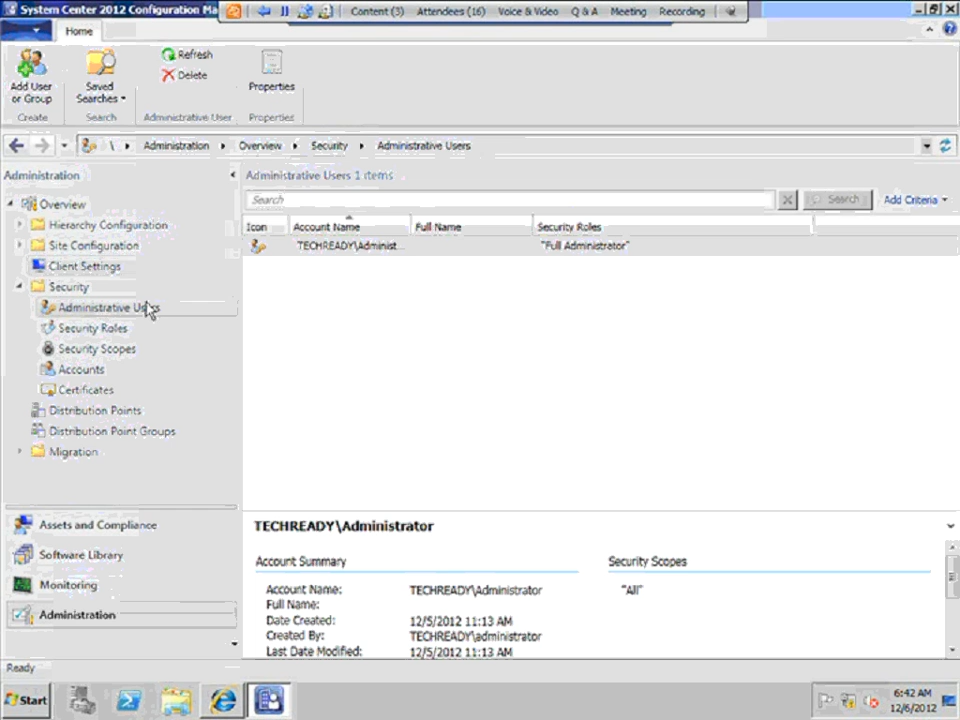 System Center 2012 Configuration Ma
Content (3) Attendees (16) Voice & Video Q & A Meeting Recording
Home
Add User or Group
Saved Searches
Refresh
Delete
Properties
Create Search Administrative User Properties
\ Administration Overview Security Administrative Users
Administration
Administrative Users 1 items
Search
Search
Add Criteria
Icon Account Name Full Name Security Roles
TECHREADY\Administ... "Full Administrator"
Overview
Hierarchy Configuration
Site Configuration
Client Settings
Security
Administrative Users
Security Roles
Security Scopes
Accounts
Certificates
Distribution Points
Distribution Point Groups
Migration
Assets and Compliance
Software Library
Monitoring
Administration
TECHREADY\Administrator
Account Summary Security Scopes
Account Name: TECHREADY\Administrator "All"
Full Name:
Date Created: 12/5/2012 11:13 AM
Created By: TECHREADY\administrator
Last Date Modified: 12/5/2012 11:13 AM
Ready
Start
6:42 AM
12/6/2012